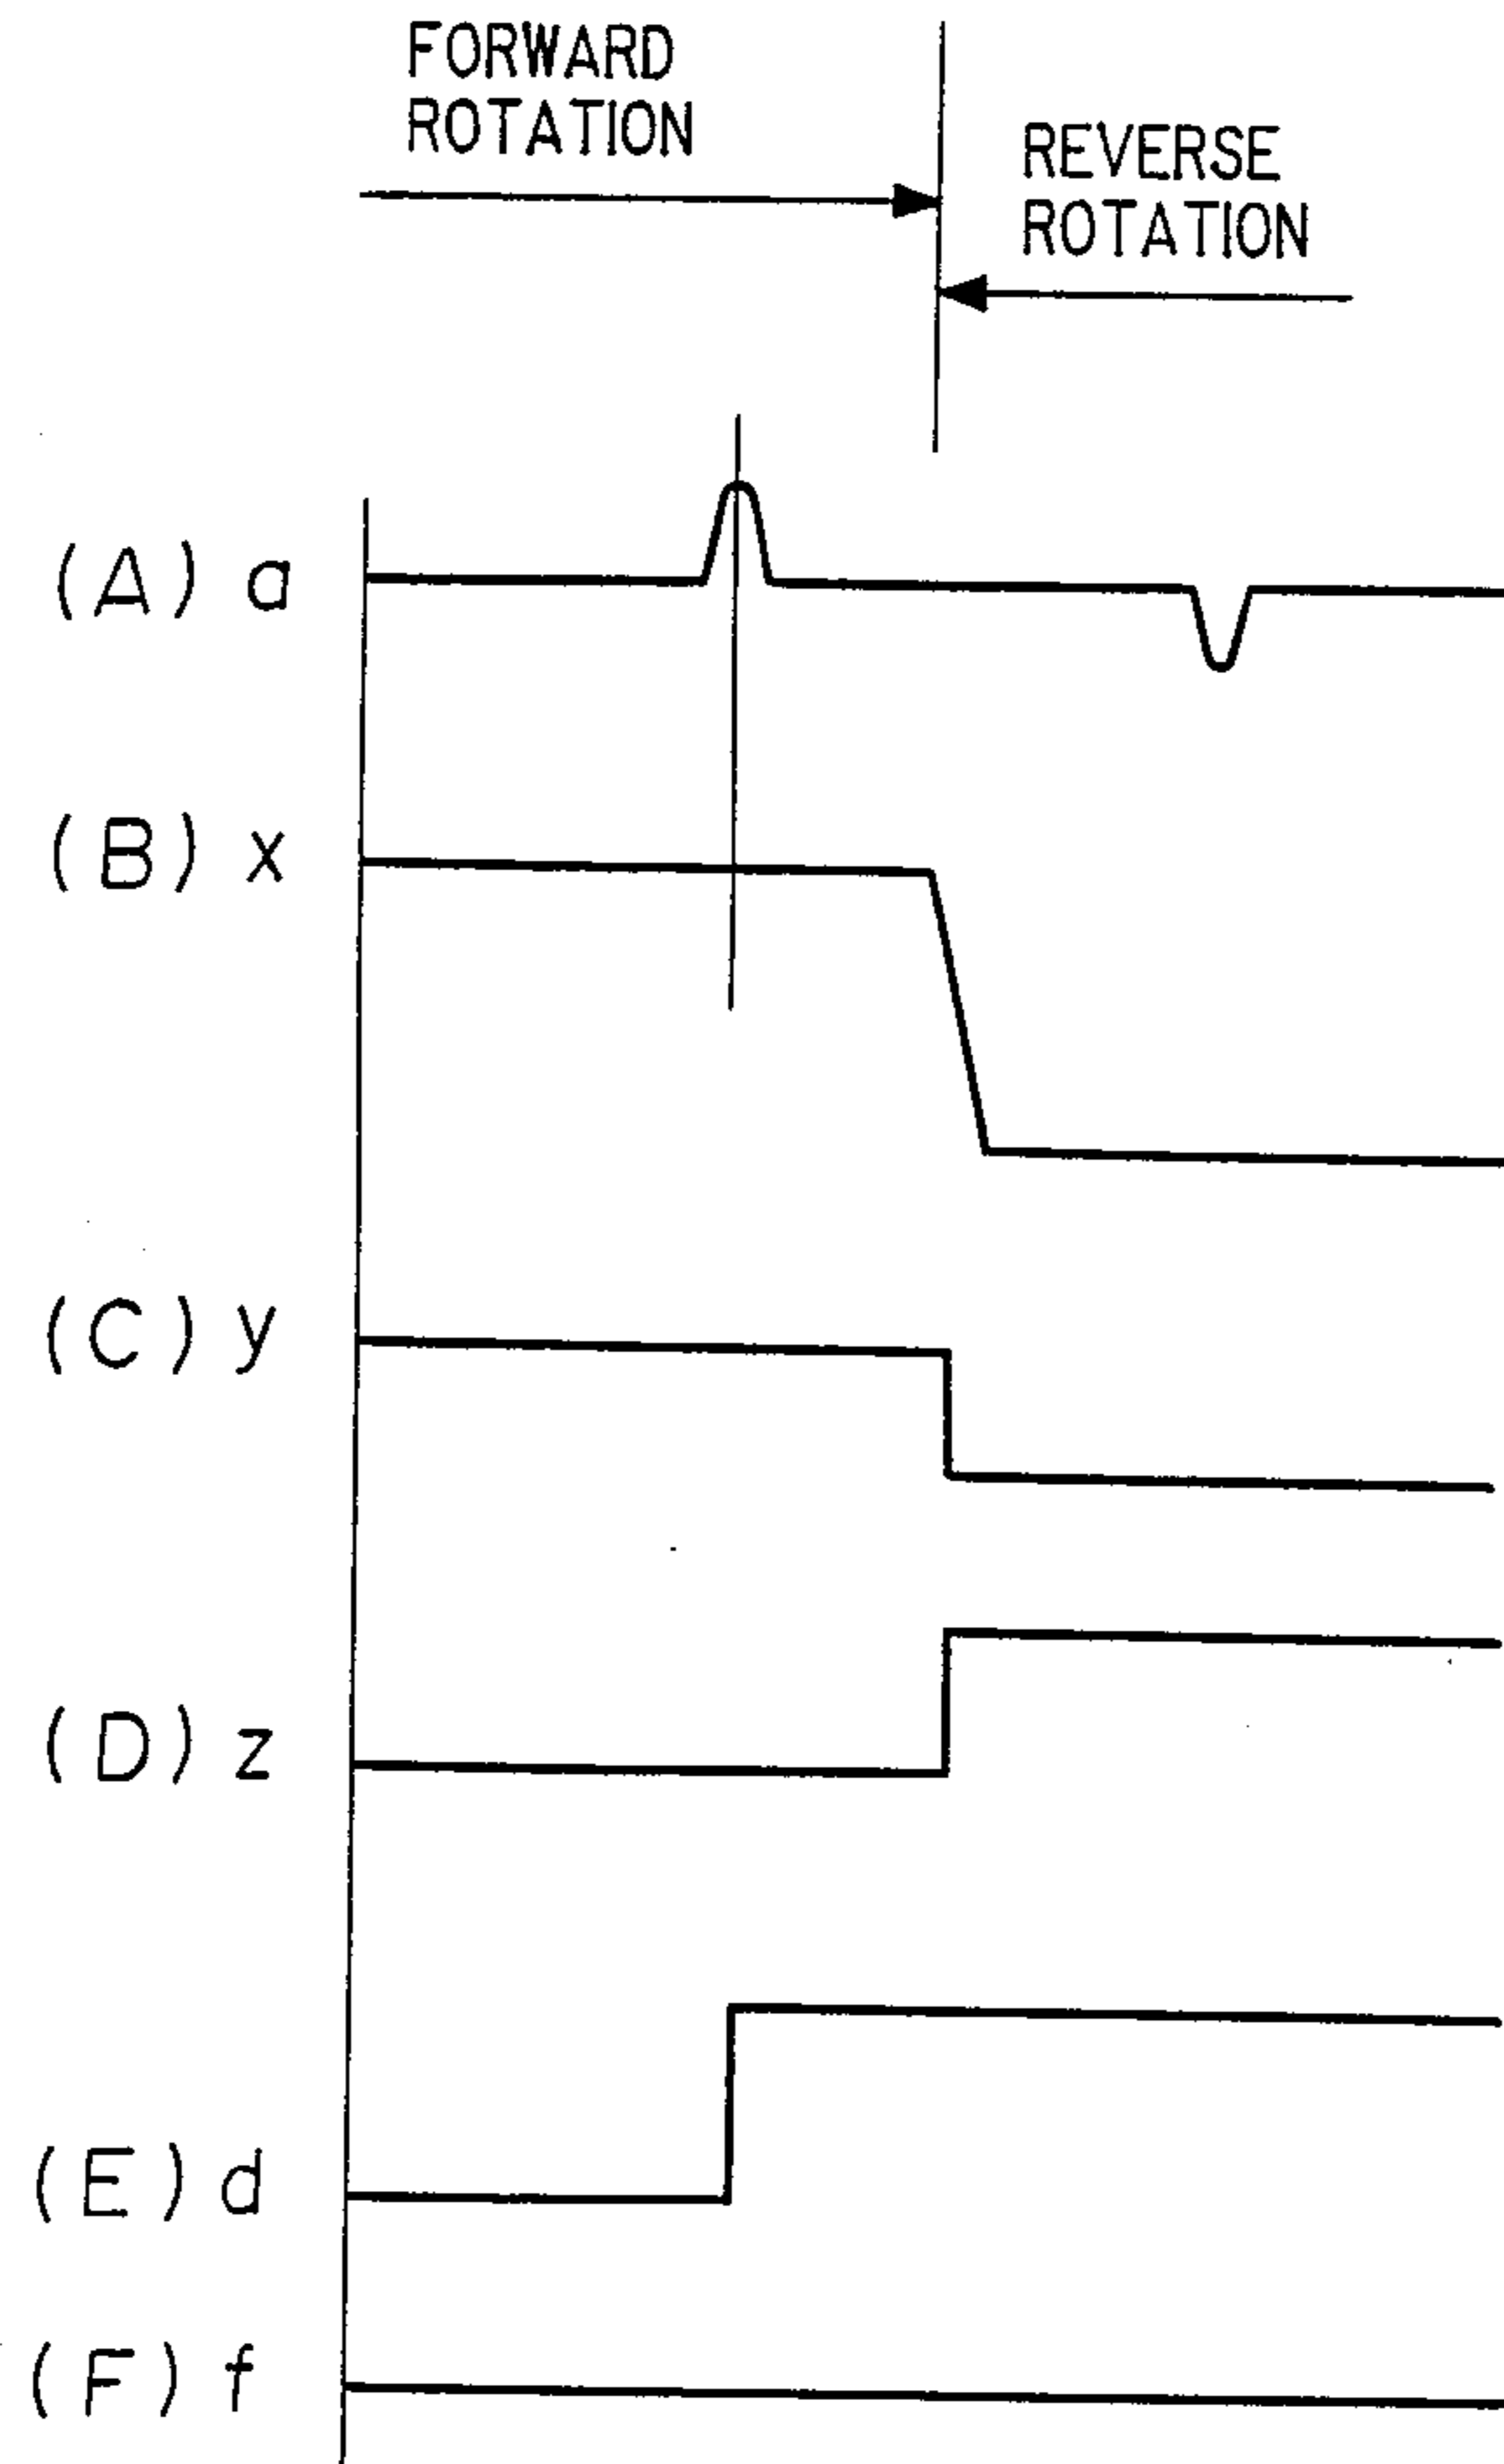 FORWARD
ROTATION
REVERSE
ROTATION
(A) a
(B) x
(C) y
(D) z
(E) d
(F) f